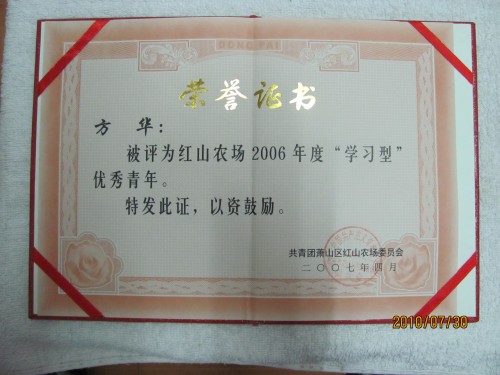 DONG PAI
荣誉证书
方 华：
被评为红山农场2006年度“学习型”
优秀青年。
特发此证，以资鼓励。
共青团萧山区红山农场委员会
二〇〇七年四月
2010/07/30